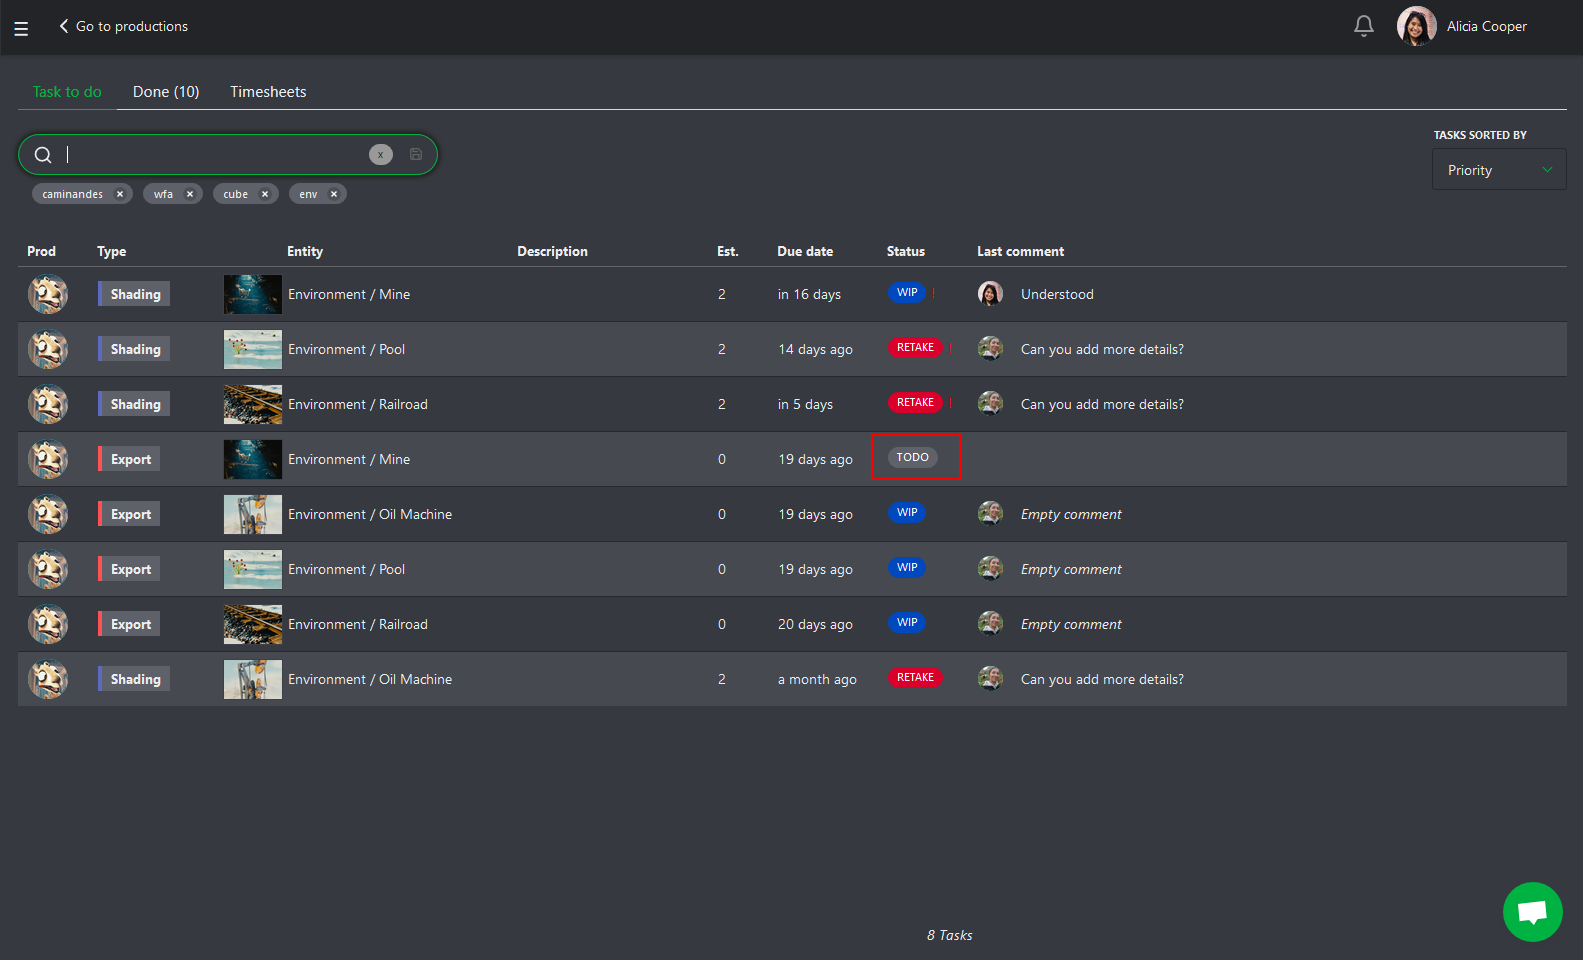 Go to productions
Alicia Cooper
Task to do Done (10) Timesheets
TASKS SORTED BY
x
Priority
caminandes x wfa x cube x env x
Prod Type Entity Description Est. Due date Status Last comment
Shading Environment / Mine 2 in 16 days WIP ! Understood
Shading Environment / Pool 2 14 days ago RETAKE ! Can you add more details?
Shading Environment / Railroad 2 in 5 days RETAKE ! Can you add more details?
Export Environment / Mine 0 19 days ago TODO
Export Environment / Oil Machine 0 19 days ago WIP Empty comment
Export Environment / Pool 0 19 days ago WIP Empty comment
Export Environment / Railroad 0 20 days ago WIP Empty comment
Shading Environment / Oil Machine 2 a month ago RETAKE Can you add more details?
8 Tasks